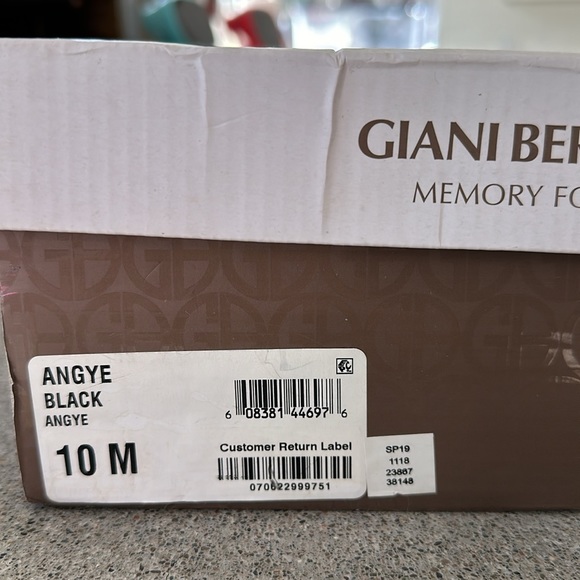 GIANI BER
MEMORY FO
ANGYE
BLACK
ANGYE
10 M
6 08381 44697 6
Customer Return Label
070622999751
SP19
1118
23867
38148